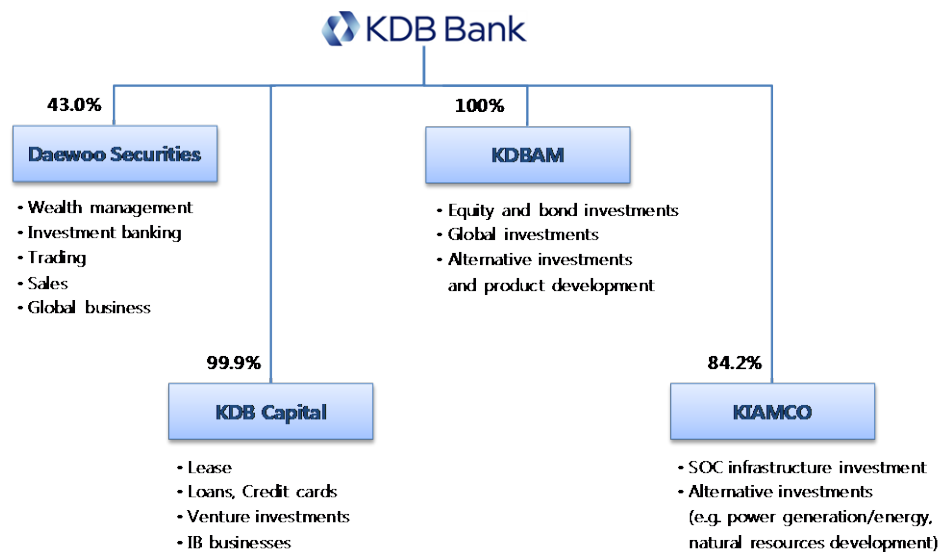 KDB Bank
43.0%
Daewoo Securities
• Wealth management
• Investment banking
• Trading
• Sales
• Global business
100%
KDBAM
• Equity and bond investments
• Global investments
• Alternative investments
and product development
99.9%
KDB Capital
• Lease
• Loans, Credit cards
• Venture investments
• IB businesses
84.2%
KIAMCO
• SOC infrastructure investment
• Alternative investments
(e.g. power generation/energy,
natural resources development)